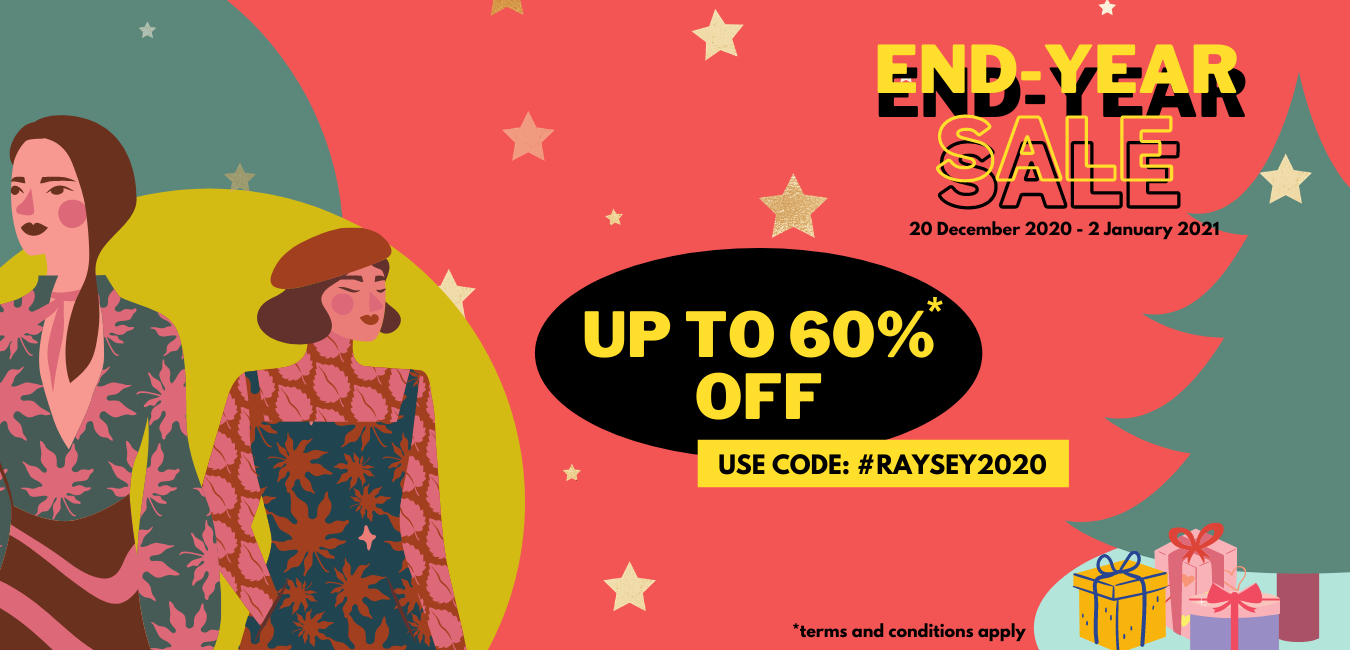 END-YEAR
SALE
20 December 2020 - 2 January 2021
UP TO 60%*
OFF
USE CODE: #RAYSEY2020
*terms and conditions apply